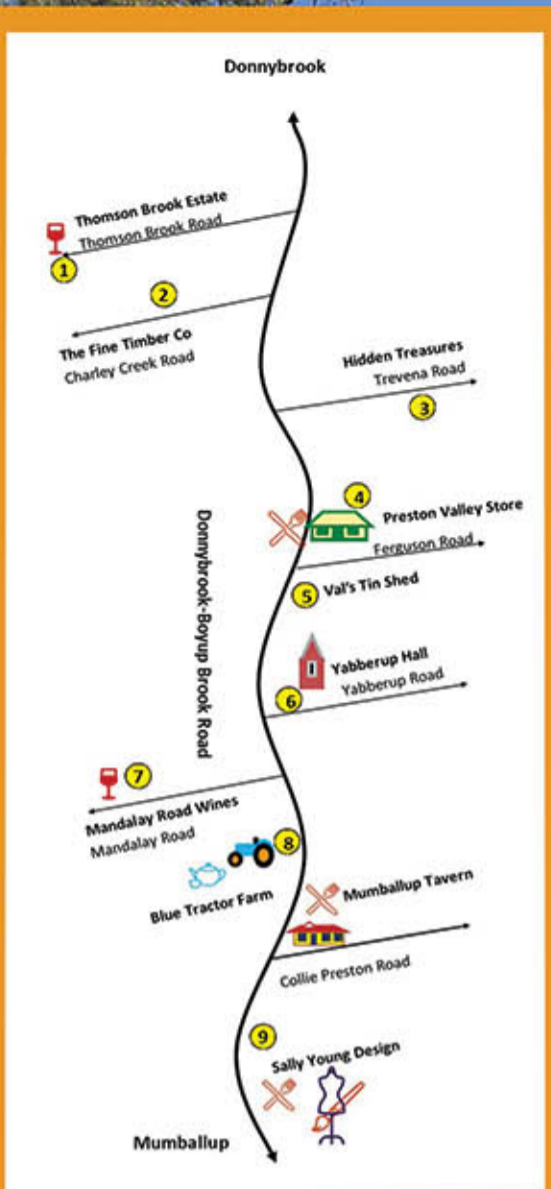 Donnybrook
Thomson Brook Estate
Thomson Brook Road
1
2
The Fine Timber Co
Charley Creek Road
Hidden Treasures
Trevena Road
3
4
Preston Valley Store
Ferguson Road
5 Val's Tin Shed
Donnybrook-Boyup Brook Road
Yabberup Hall
Yabberup Road
6
7
Mandalay Road Wines
Mandalay Road
8
Blue Tractor Farm
Mumballup Tavern
Collie Preston Road
9
Sally Young Design
Mumballup